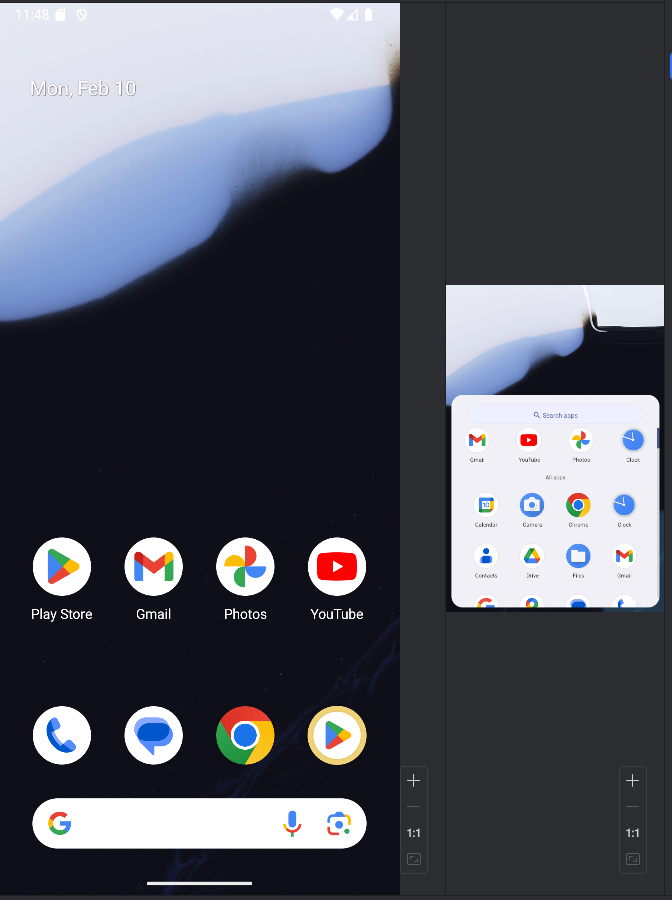 11:48
Mon, Feb 10
Play Store Gmail Photos YouTube
1:1
Search apps
Gmail YouTube Photos Clock
All apps
10
Calendar Camera Chrome Clock
Contacts Drive Files Gmail
1:1